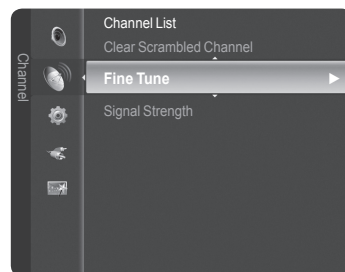 Channel
Channel List
Clear Scrambled Channel
Fine Tune
Signal Strength